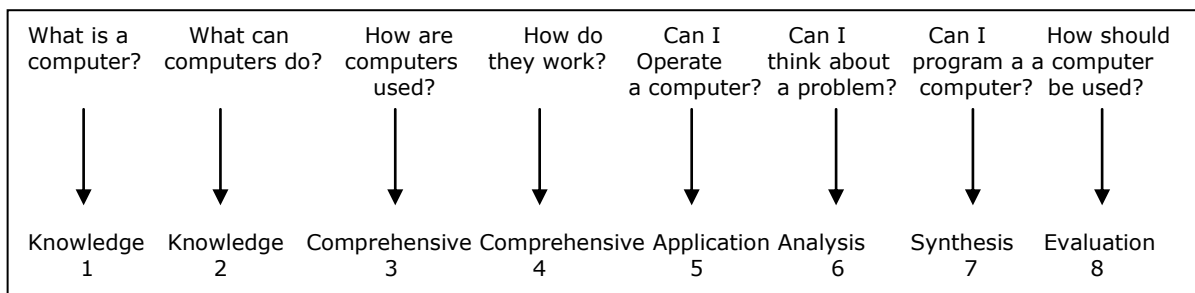 What is a What can How are How do Can I Can I Can I How should
computer? computers do? computers they work? Operate think about program a a computer
used? a computer? a problem? computer? be used?
Knowledge Knowledge Comprehensive Comprehensive Application Analysis Synthesis Evaluation
1 2 3 4 5 6 7 8